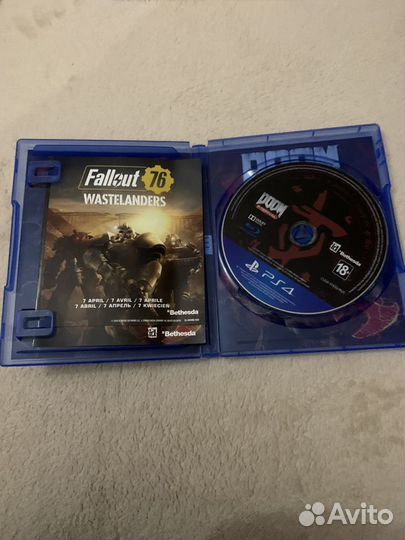 Fallout 76
WASTELANDERS
7 APRIL / 7 AVRIL / 7 APRILE
7 ABRIL / 7 АПРЕЛЬ / 7 KWIECIEŃ
Bethesda
Bethesda
DOOM
DOOM
Bethesda
18
PS4
Avito